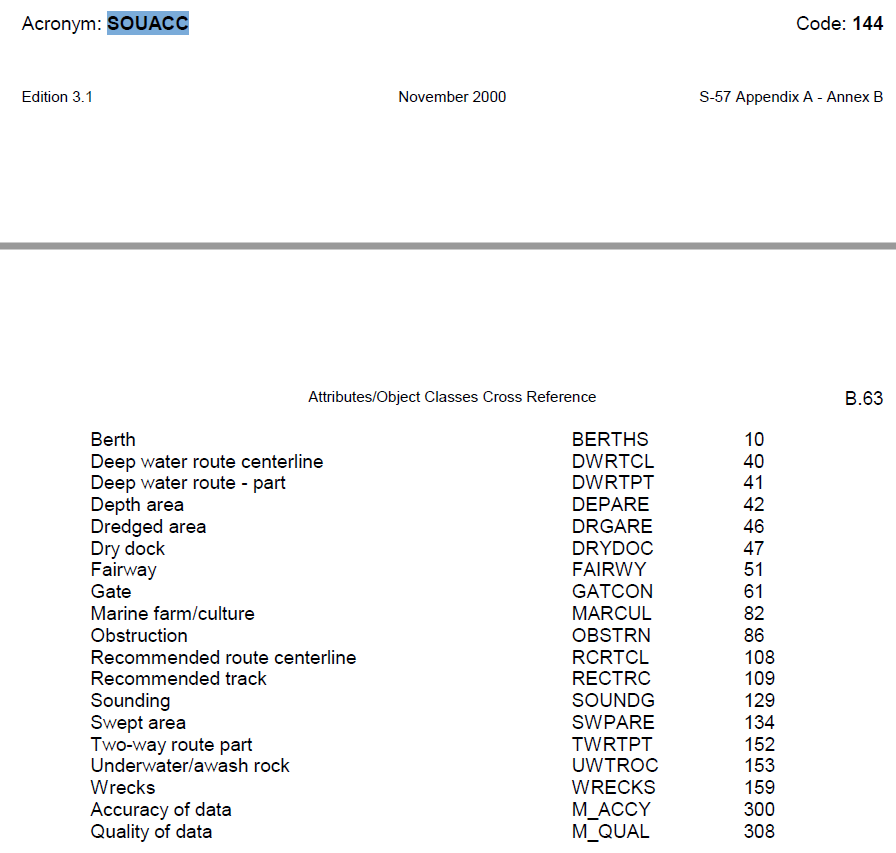 Acronym: SOUACC Code: 144
Edition 3.1 November 2000 S-57 Appendix A - Annex B
Attributes/Object Classes Cross Reference B.63
Berth BERTHS 10
Deep water route centerline DWRTCL 40
Deep water route - part DWRTPT 41
Depth area DEPARE 42
Dredged area DRGARE 46
Dry dock DRYDOC 47
Fairway FAIRWY 51
Gate GATCON 61
Marine farm/culture MARCUL 82
Obstruction OBSTRN 86
Recommended route centerline RCRTCL 108
Recommended track RECTRC 109
Sounding SOUNDG 129
Swept area SWPARE 134
Two-way route part TWRTPT 152
Underwater/awash rock UWTROC 153
Wrecks WRECKS 159
Accuracy of data M_ACCY 300
Quality of data M_QUAL 308